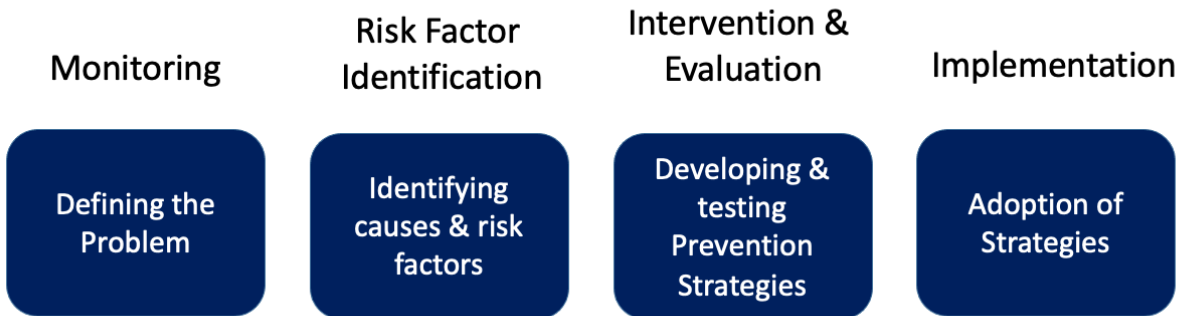 Monitoring
Risk Factor
Identification
Intervention &
Evaluation
Implementation
Defining the
Problem
Identifying
causes & risk
factors
Developing &
testing
Prevention
Strategies
Adoption of
Strategies